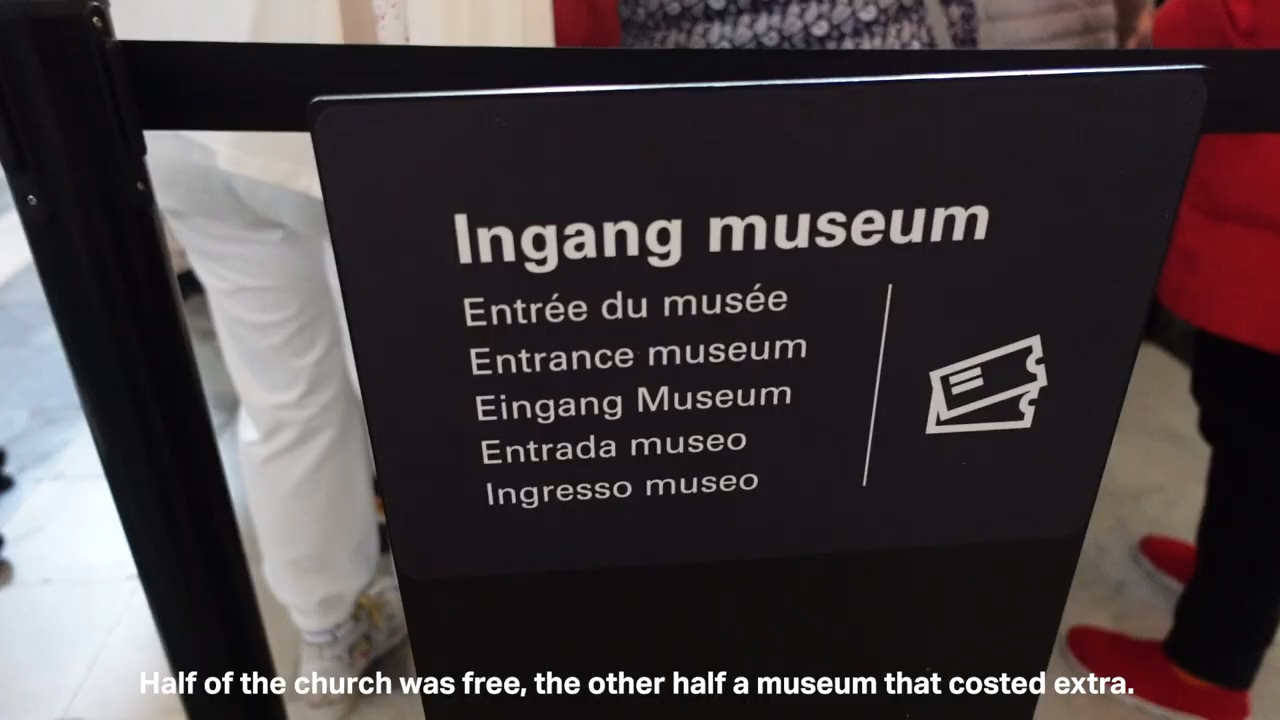 Ingang museum
Entrée du musée
Entrance museum
Eingang Museum
Entrada museo
Ingresso museo
Half of the church was free, the other half a museum that costed extra.